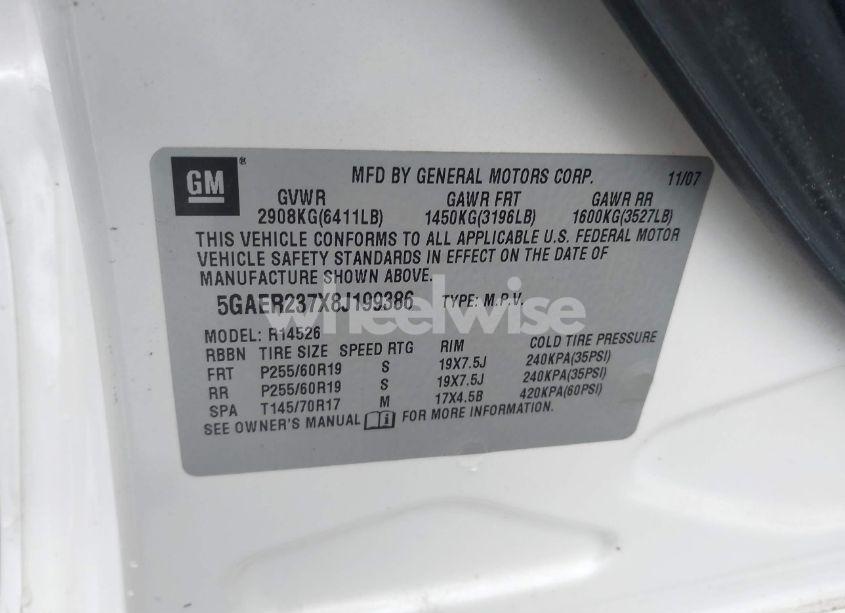 GM®
MFD BY GENERAL MOTORS CORP. 11/07
GVWR GAWR FRT GAWR RR
2908KG(6411LB) 1450KG(3196LB) 1600KG(3527LB)
THIS VEHICLE CONFORMS TO ALL APPLICABLE U.S. FEDERAL MOTOR
VEHICLE SAFETY STANDARDS IN EFFECT ON THE DATE OF
MANUFACTURE SHOWN ABOVE.
5GAER237X8J199386 TYPE: M.P.V.
wheelwise
MODEL: R14526
RBBN TIRE SIZE SPEED RTG RIM COLD TIRE PRESSURE
FRT P255/60R19 S 19X7.5J 240KPA(35PSI)
RR P255/60R19 S 19X7.5J 240KPA(35PSI)
SPA T145/70R17 M 17X4.5B 420KPA(60PSI)
SEE OWNER'S MANUAL FOR MORE INFORMATION.